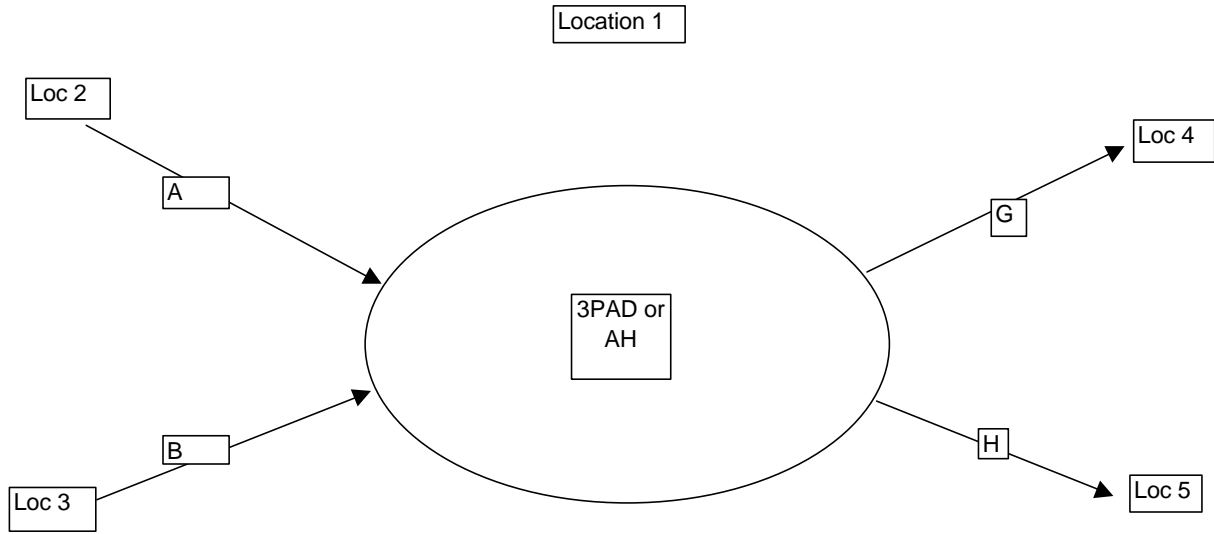 Location 1
Loc 2
Loc 4
A
G
3PAD or
AH
B
H
Loc 3
Loc 5